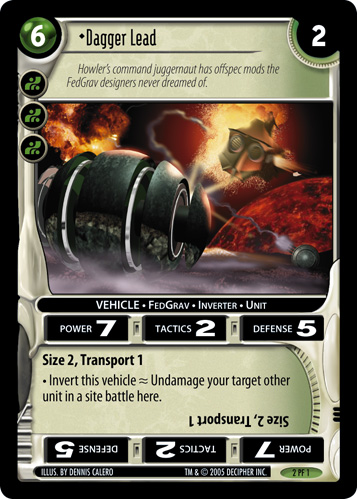 6
•Dagger Lead
2
Howler's command juggernaut has offspec mods the
FedGrav designers never dreamed of.
VEHICLE • FEDGRAV • INVERTER • UNIT
POWER 7 TACTICS 2 DEFENSE 5
Size 2, Transport 1
• Invert this vehicle ≈ Undamage your target other
unit in a site battle here.
Size 2, Transport 1
POWER 7 TACTICS 2 DEFENSE 5
ILLUS. BY DENNIS CALERO TM & © 2005 DECIPHER INC. 2 PF 1